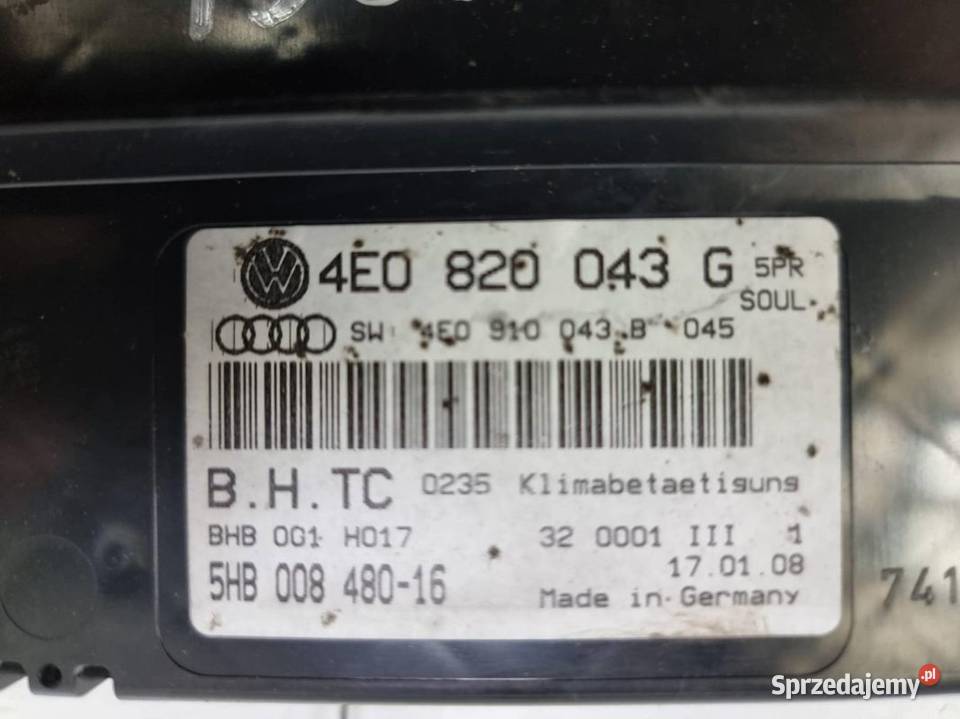 4E0 820 043 G 5PR
SOUL
SW: 4E0 910 043 B 045
B.H.TC 0235 Klimabetaetigung
BHB 0G1 H017 32 0001 III 1
17.01.08
5HB 008 480-16 Made in Germany
741
Sprzedajemy.pl